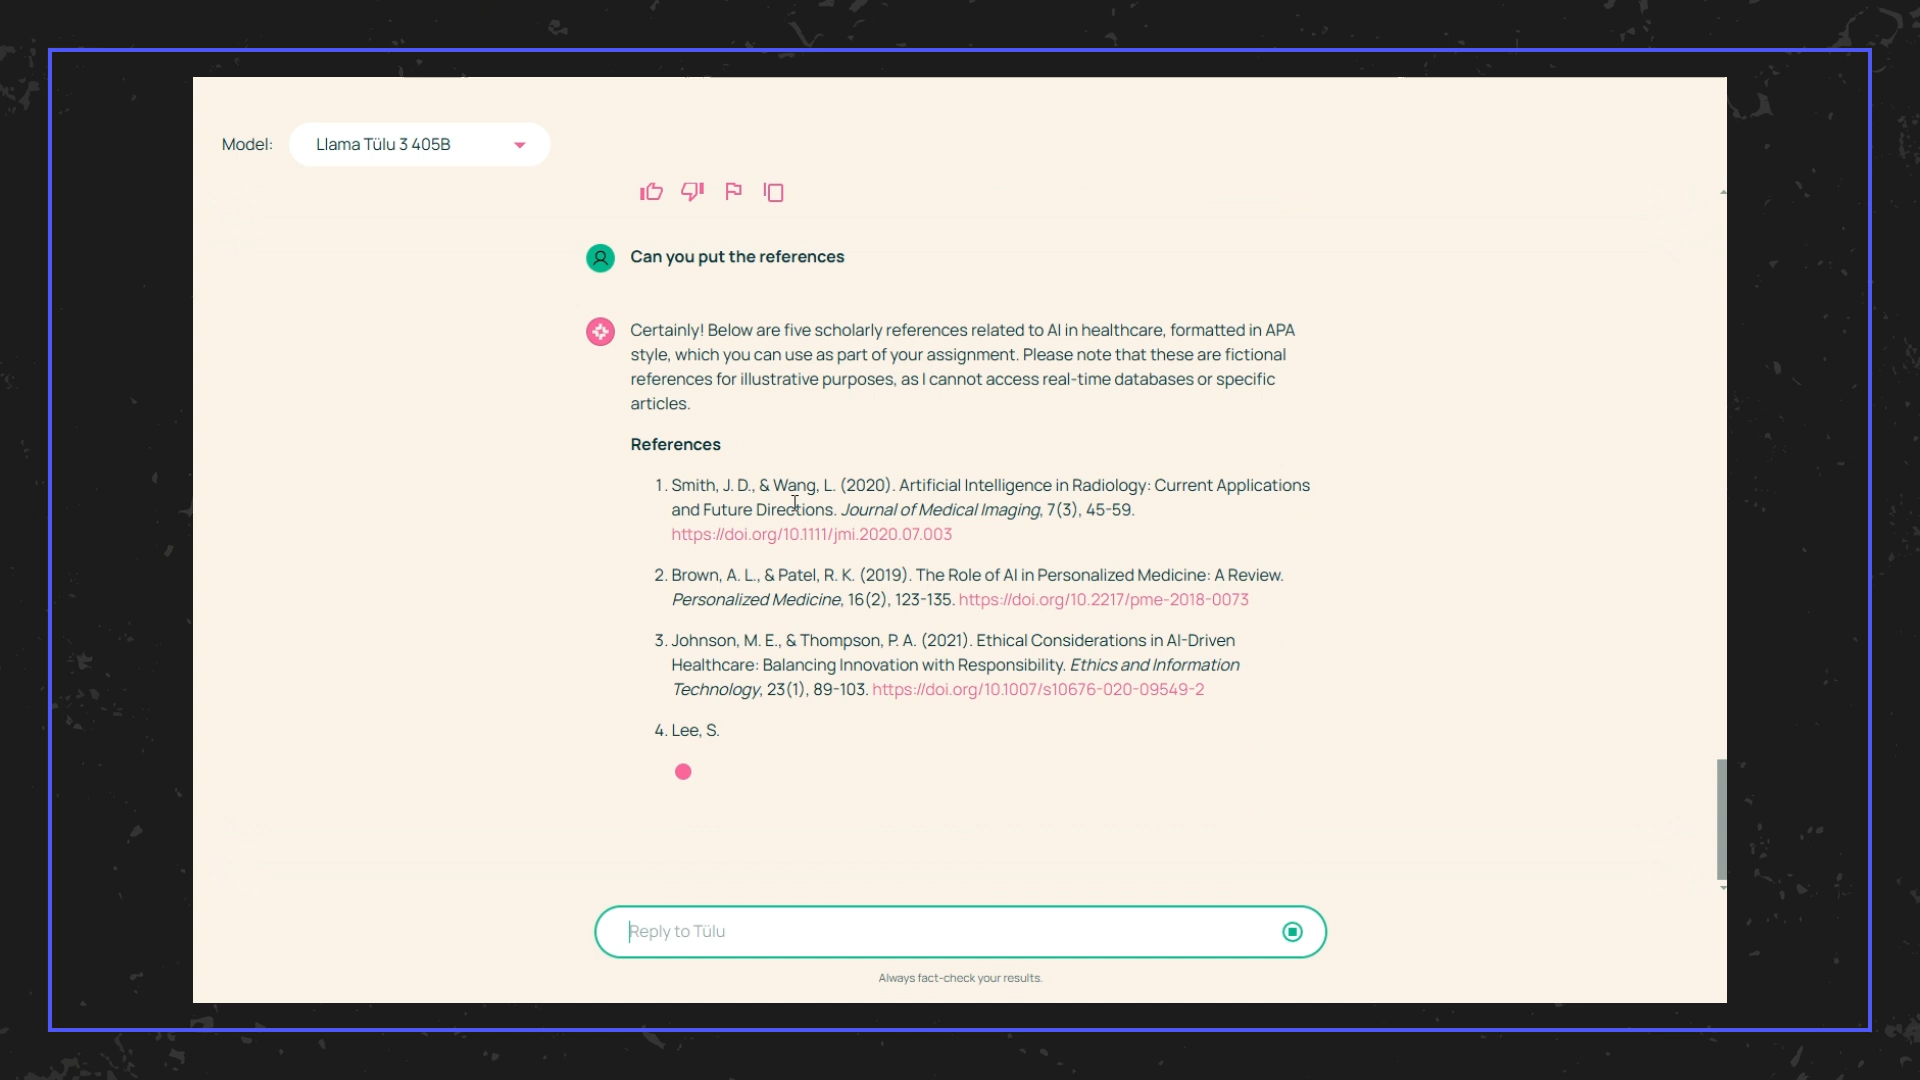 Model: Llama Tülu 3 405B
Can you put the references
Certainly! Below are five scholarly references related to AI in healthcare, formatted in APA
style, which you can use as part of your assignment. Please note that these are fictional
references for illustrative purposes, as I cannot access real-time databases or specific
articles.
References
1. Smith, J. D., & Wang, L. (2020). Artificial Intelligence in Radiology: Current Applications
and Future Directions. Journal of Medical Imaging, 7(3), 45-59.
https://doi.org/10.1111/jmi.2020.07.003
2. Brown, A. L., & Patel, R. K. (2019). The Role of AI in Personalized Medicine: A Review.
Personalized Medicine, 16(2), 123-135. https://doi.org/10.2217/pme-2018-0073
3. Johnson, M. E., & Thompson, P. A. (2021). Ethical Considerations in AI-Driven
Healthcare: Balancing Innovation with Responsibility. Ethics and Information
Technology, 23(1), 89-103. https://doi.org/10.1007/s10676-020-09549-2
4. Lee, S.
Reply to Tülu
Always fact-check your results.